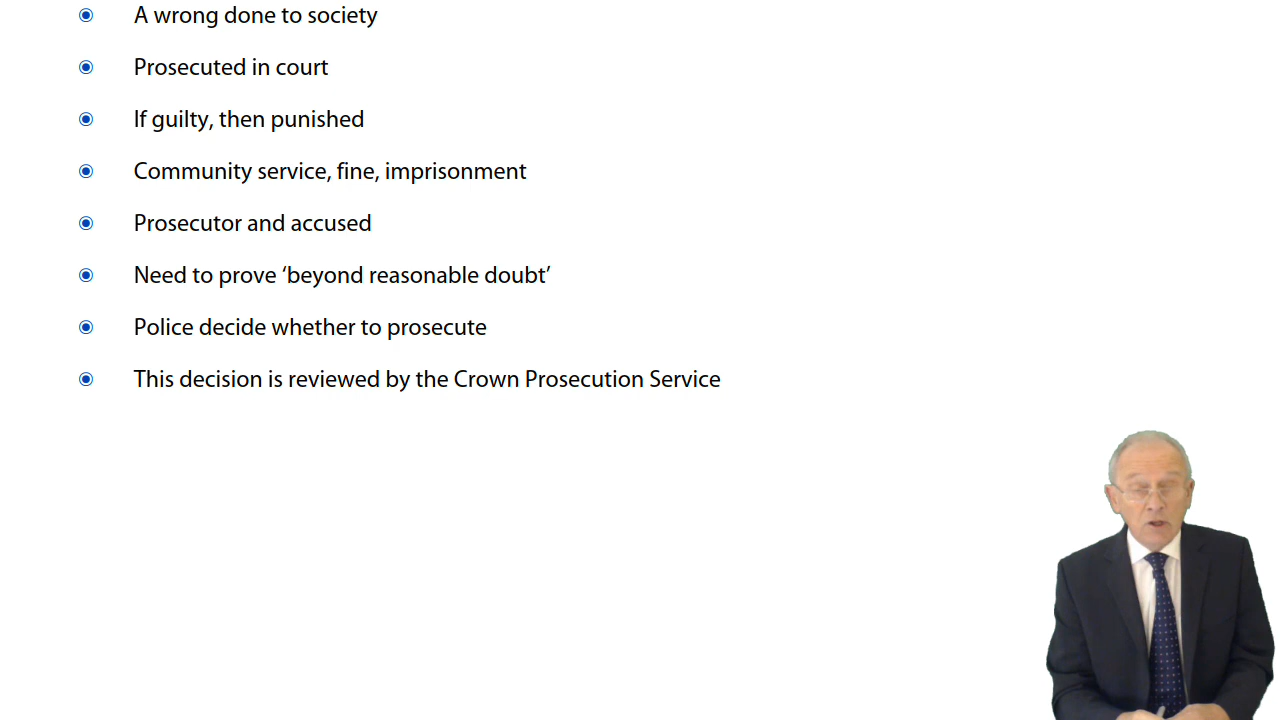 A wrong done to society
Prosecuted in court
If guilty, then punished
Community service, fine, imprisonment
Prosecutor and accused
Need to prove ‘beyond reasonable doubt’
Police decide whether to prosecute
This decision is reviewed by the Crown Prosecution Service